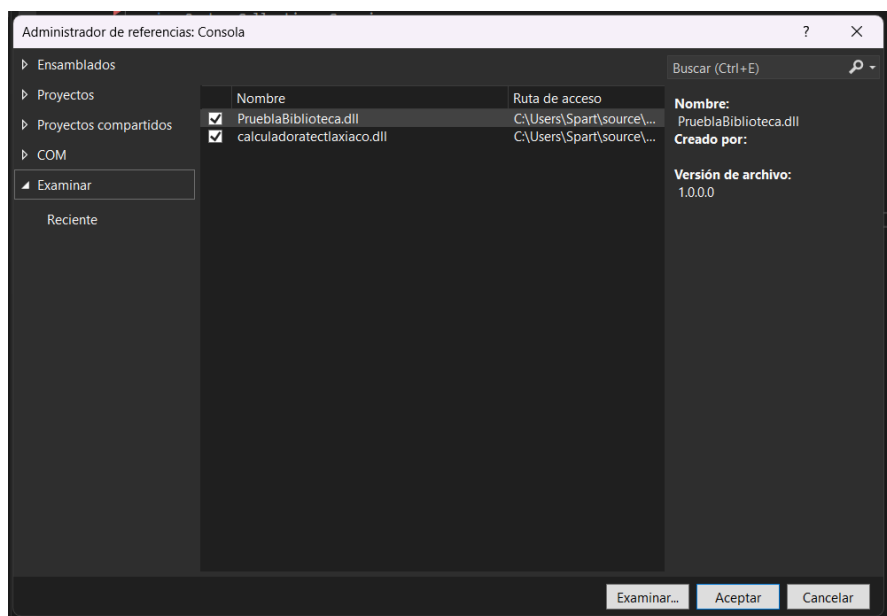 Administrador de referencias: Consola
?
Ensamblados
Proyectos
Proyectos compartidos
COM
Examinar
Reciente
Nombre Ruta de acceso
PrueblaBiblioteca.dll C:\Users\Spart\source\...
calculadoratectlaxiaco.dll C:\Users\Spart\source\...
Buscar (Ctrl+E)
Nombre:
PrueblaBiblioteca.dll
Creado por:
Versión de archivo:
1.0.0.0
Examinar... Aceptar Cancelar